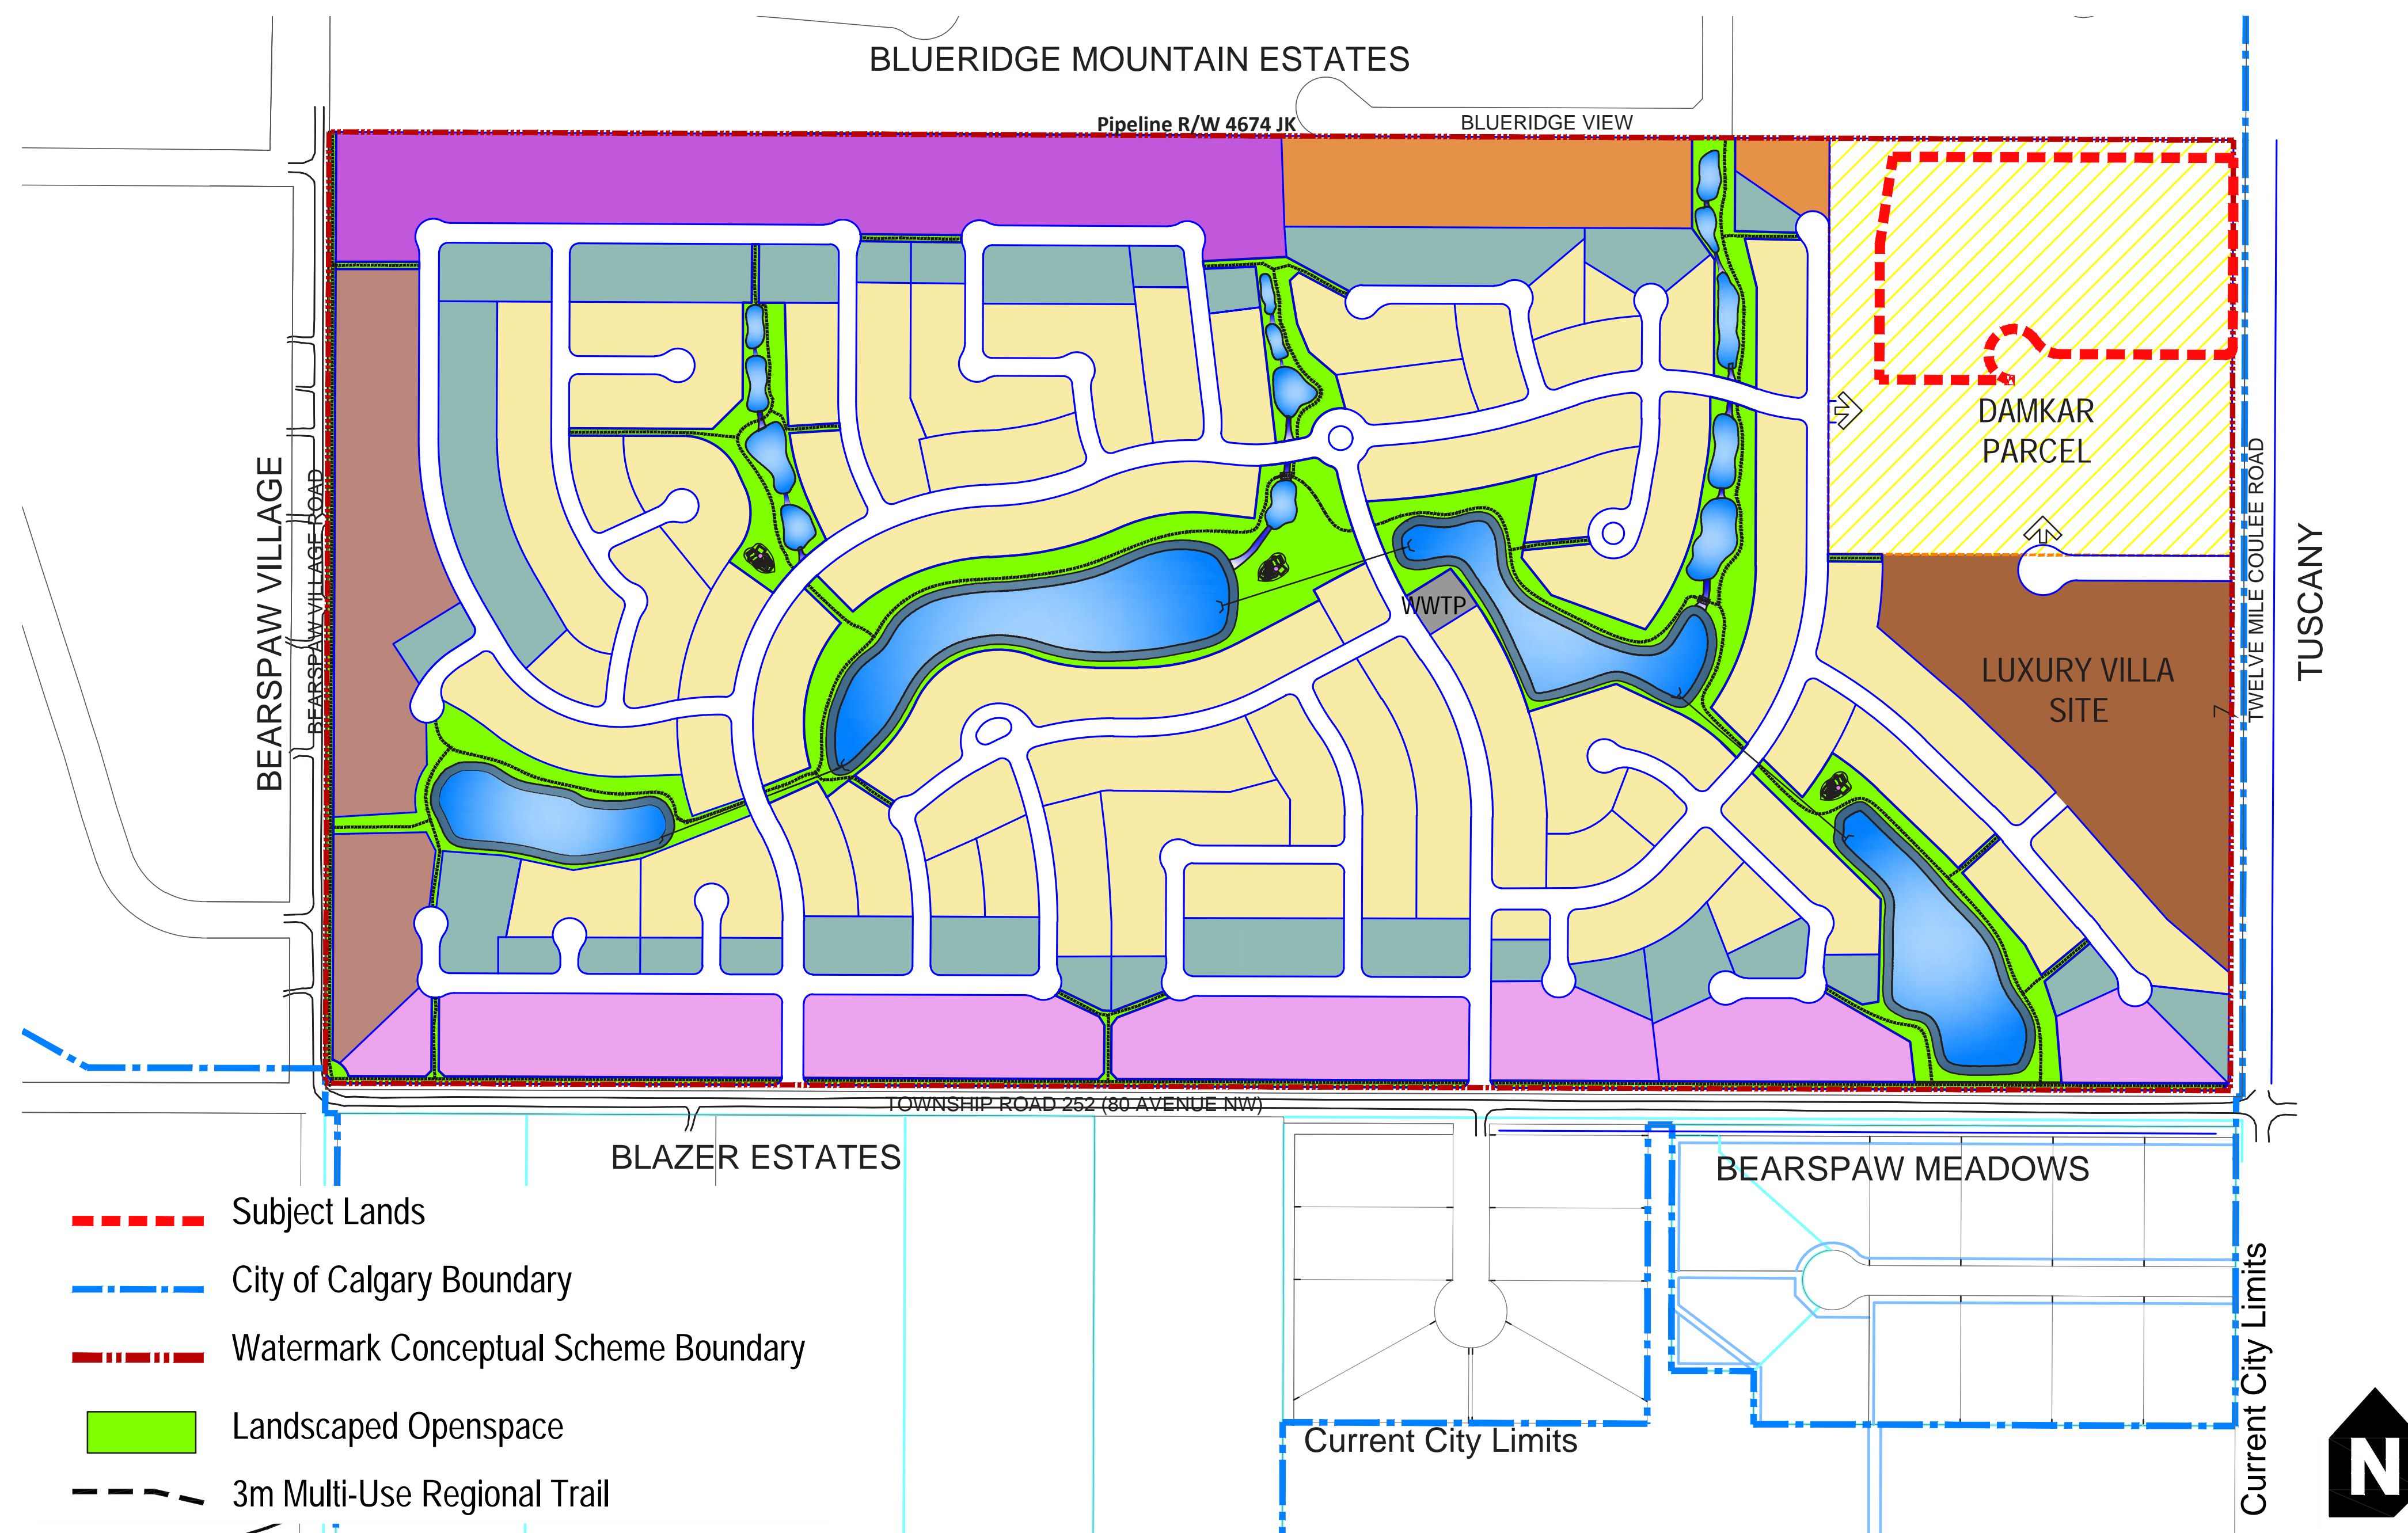 BLUERIDGE MOUNTAIN ESTATES
Pipeline R/W 4674 JK
BLUERIDGE VIEW
DAMKAR
PARCEL
BEARSPAW VILLAGE
BEARSPAW VILLAGE ROAD
TWELVE MILE COULEE ROAD
TUSCANY
WWTP
LUXURY VILLA
SITE
7
TOWNSHIP ROAD 252 (80 AVENUE NW)
BLAZER ESTATES
BEARSPAW MEADOWS
Subject Lands
City of Calgary Boundary
Watermark Conceptual Scheme Boundary
Landscaped Openspace
3m Multi-Use Regional Trail
Current City Limits
Current City Limits
N